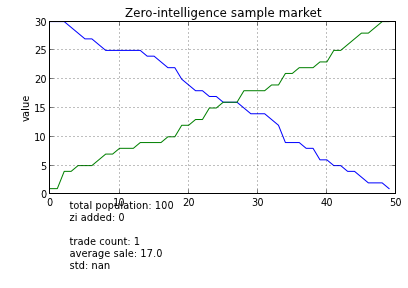 Zero-intelligence sample market
30
25
20
15
10
5
0
value
0 10 20 30 40 50
total population: 100
zi added: 0
trade count: 1
average sale: 17.0
std: nan